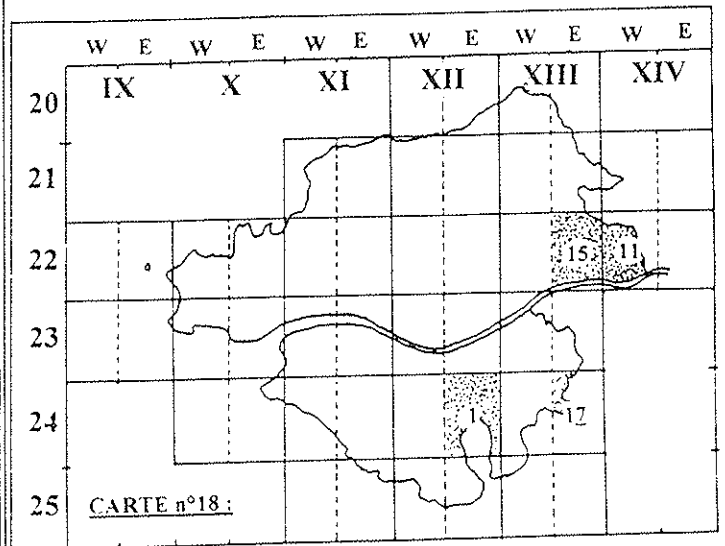 W E W E W E W E W E W E
IX X XI XII XIII XIV
20
21
22 15 11
23
24 1 17
25 CARTE n°18 :